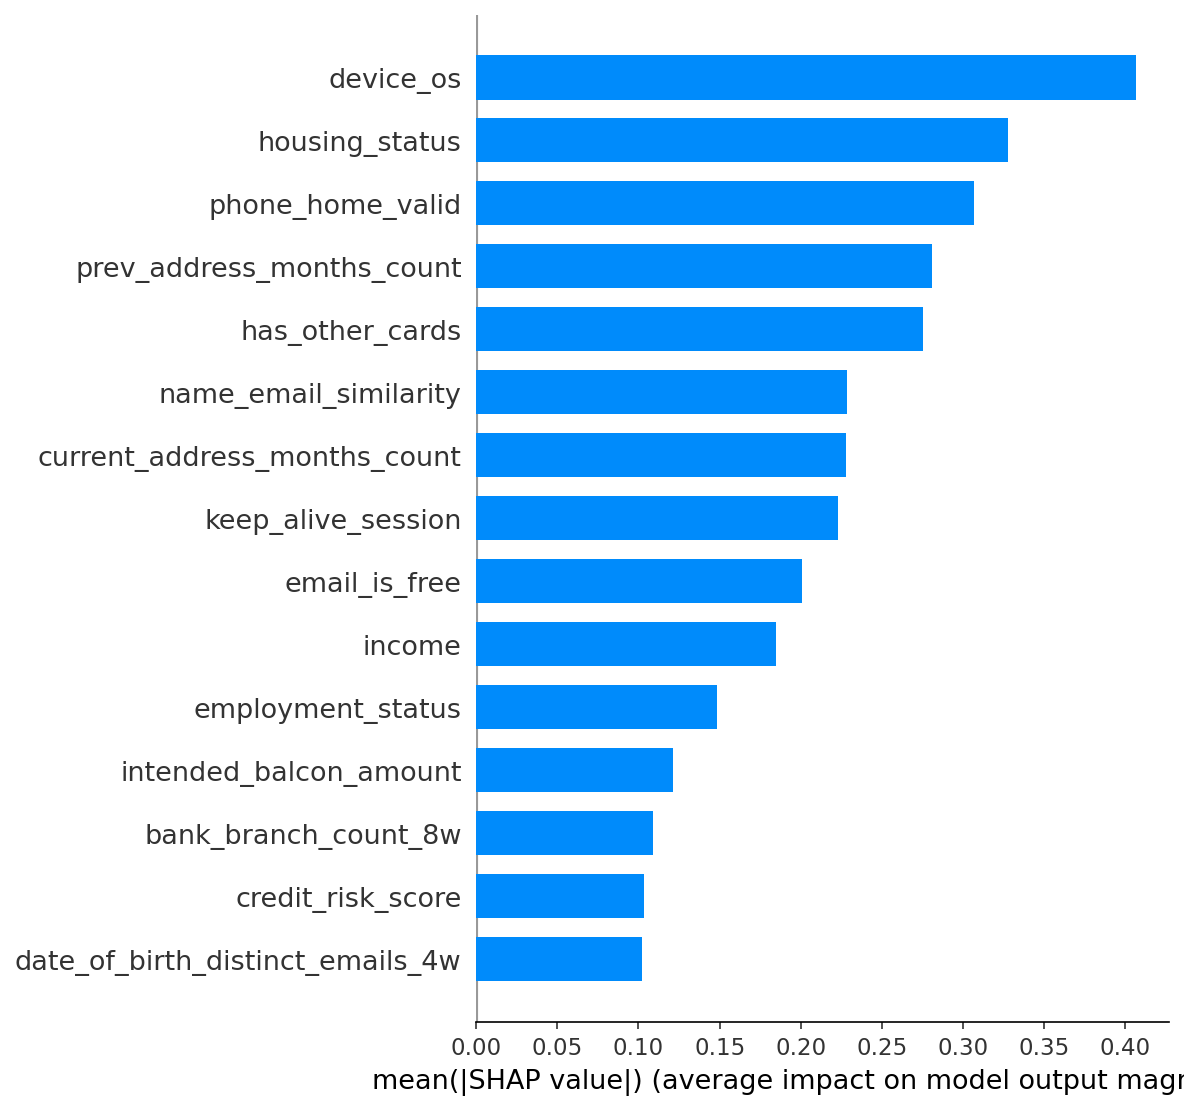 device_os
housing_status
phone_home_valid
prev_address_months_count
has_other_cards
name_email_similarity
current_address_months_count
keep_alive_session
email_is_free
income
employment_status
intended_balcon_amount
bank_branch_count_8w
credit_risk_score
date_of_birth_distinct_emails_4w
0.00 0.05 0.10 0.15 0.20 0.25 0.30 0.35 0.40
mean(|SHAP value|) (average impact on model output magr